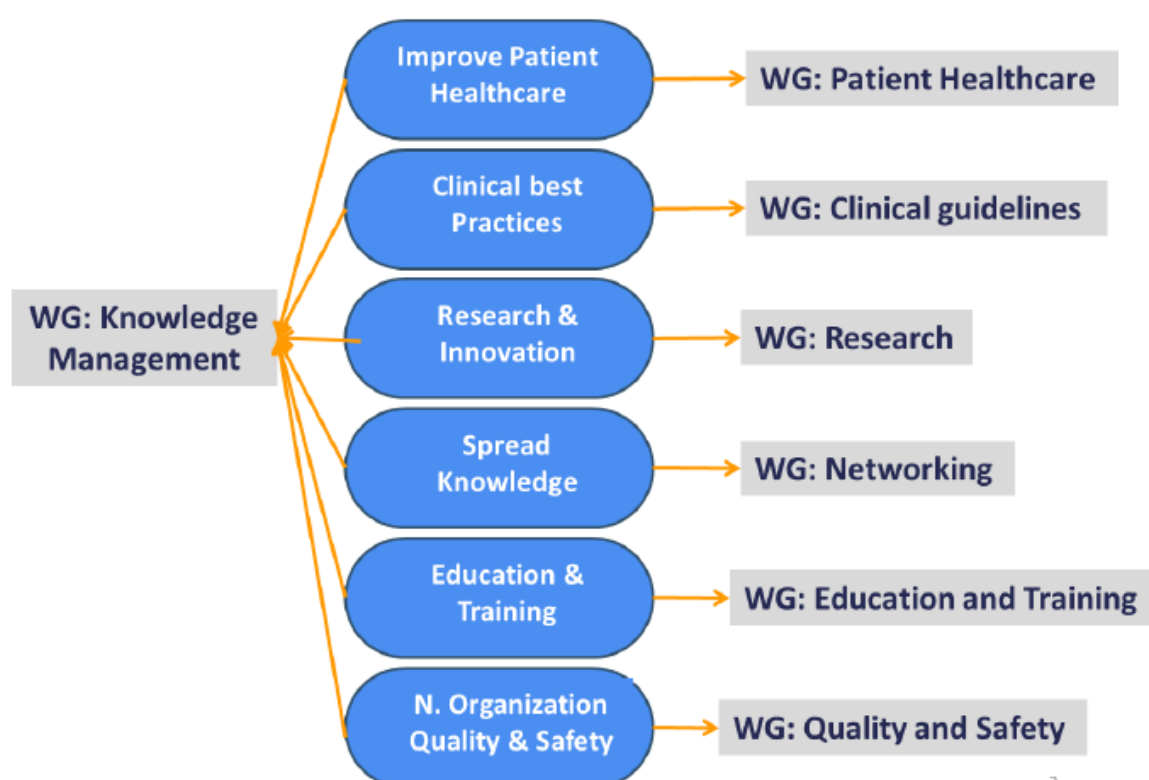 Improve Patient
Healthcare
WG: Patient Healthcare
Clinical best
Practices
WG: Clinical guidelines
WG: Knowledge
Management
Research &
Innovation
WG: Research
Spread
Knowledge
WG: Networking
Education &
Training
WG: Education and Training
N. Organization
Quality & Safety
WG: Quality and Safety